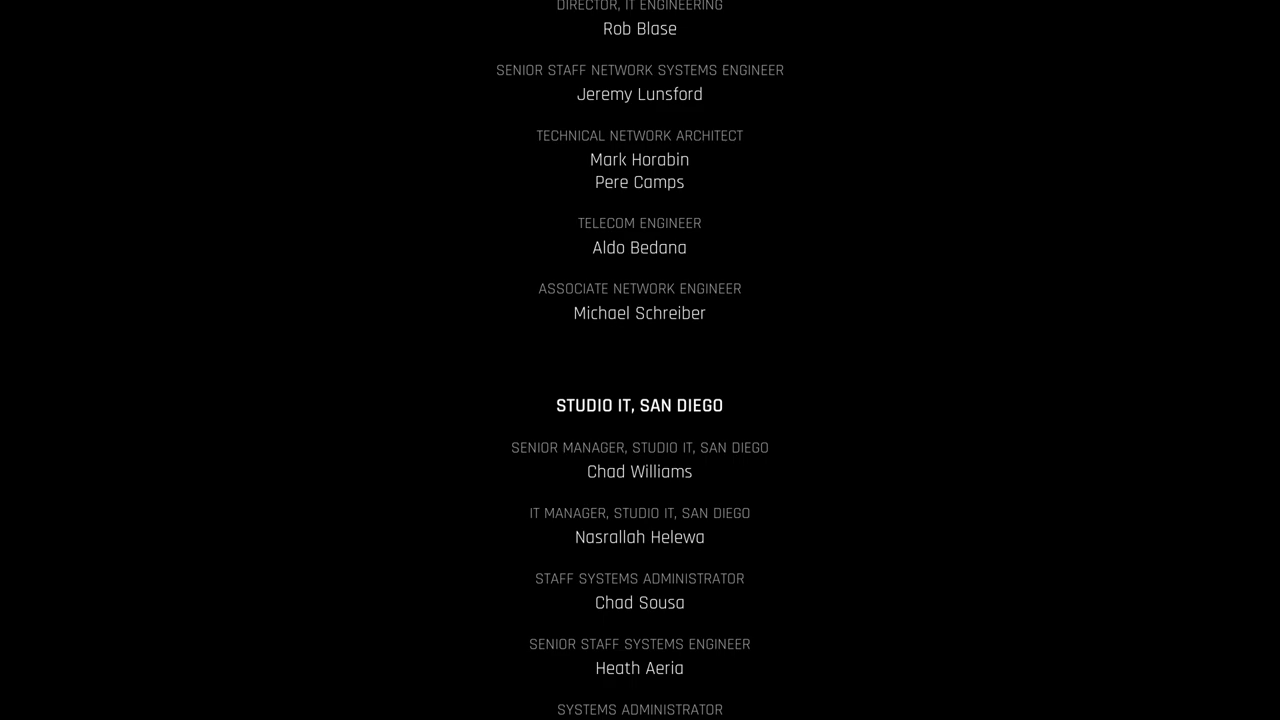 DIRECTOR, IT ENGINEERING
Rob Blase
SENIOR STAFF NETWORK SYSTEMS ENGINEER
Jeremy Lunsford
TECHNICAL NETWORK ARCHITECT
Mark Horabin
Pere Camps
TELECOM ENGINEER
Aldo Bedana
ASSOCIATE NETWORK ENGINEER
Michael Schreiber
STUDIO IT, SAN DIEGO
SENIOR MANAGER, STUDIO IT, SAN DIEGO
Chad Williams
IT MANAGER, STUDIO IT, SAN DIEGO
Nasrallah Helewa
STAFF SYSTEMS ADMINISTRATOR
Chad Sousa
SENIOR STAFF SYSTEMS ENGINEER
Heath Aeria
SYSTEMS ADMINISTRATOR